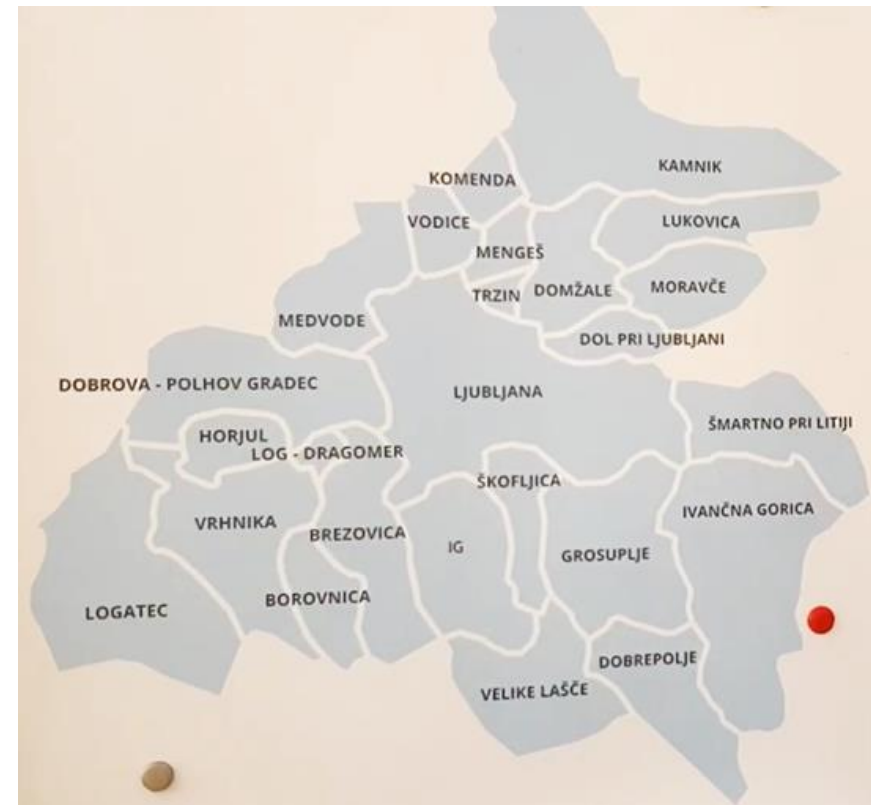 KAMNIK
KOMENDA
LUKOVICA
VODICE
MENGEŠ
TRZIN
DOMŽALE
MORAVČE
MEDVODE
DOL PRI LJUBLJANI
DOBROVA - POLHOV GRADEC
LJUBLJANA
ŠMARTNO PRI LITIJI
HORJUL
LOG - DRAGOMER
ŠKOFLJICA
IVANČNA GORICA
VRHNIKA
BREZOVICA
IG
GROSUPLJE
BOROVNICA
LOGATEC
DOBREPOLJE
VELIKE LAŠČE